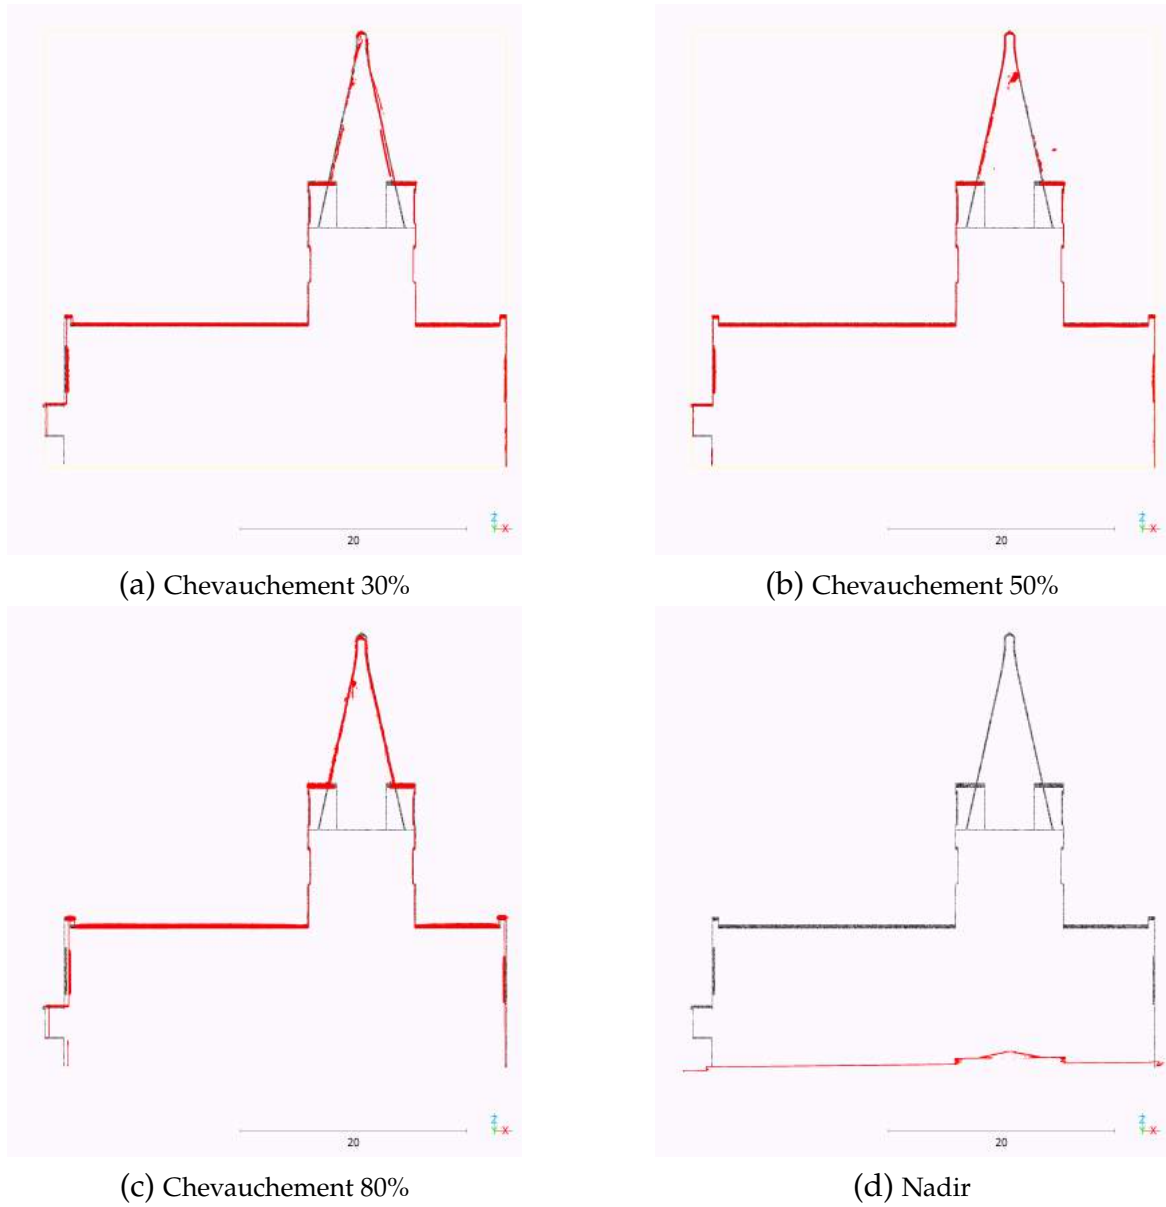 20
Z
Y X
20
Z
Y X
(a) Chevauchement 30%
(b) Chevauchement 50%
20
Z
Y X
20
Z
Y X
(c) Chevauchement 80%
(d) Nadir